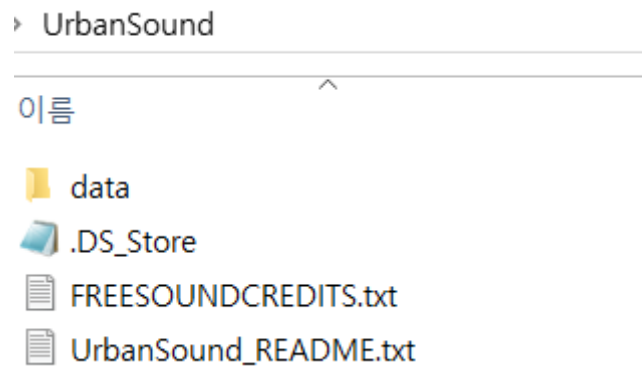 UrbanSound
이름
data
.DS_Store
FREESOUNDCREDITS.txt
UrbanSound_README.txt